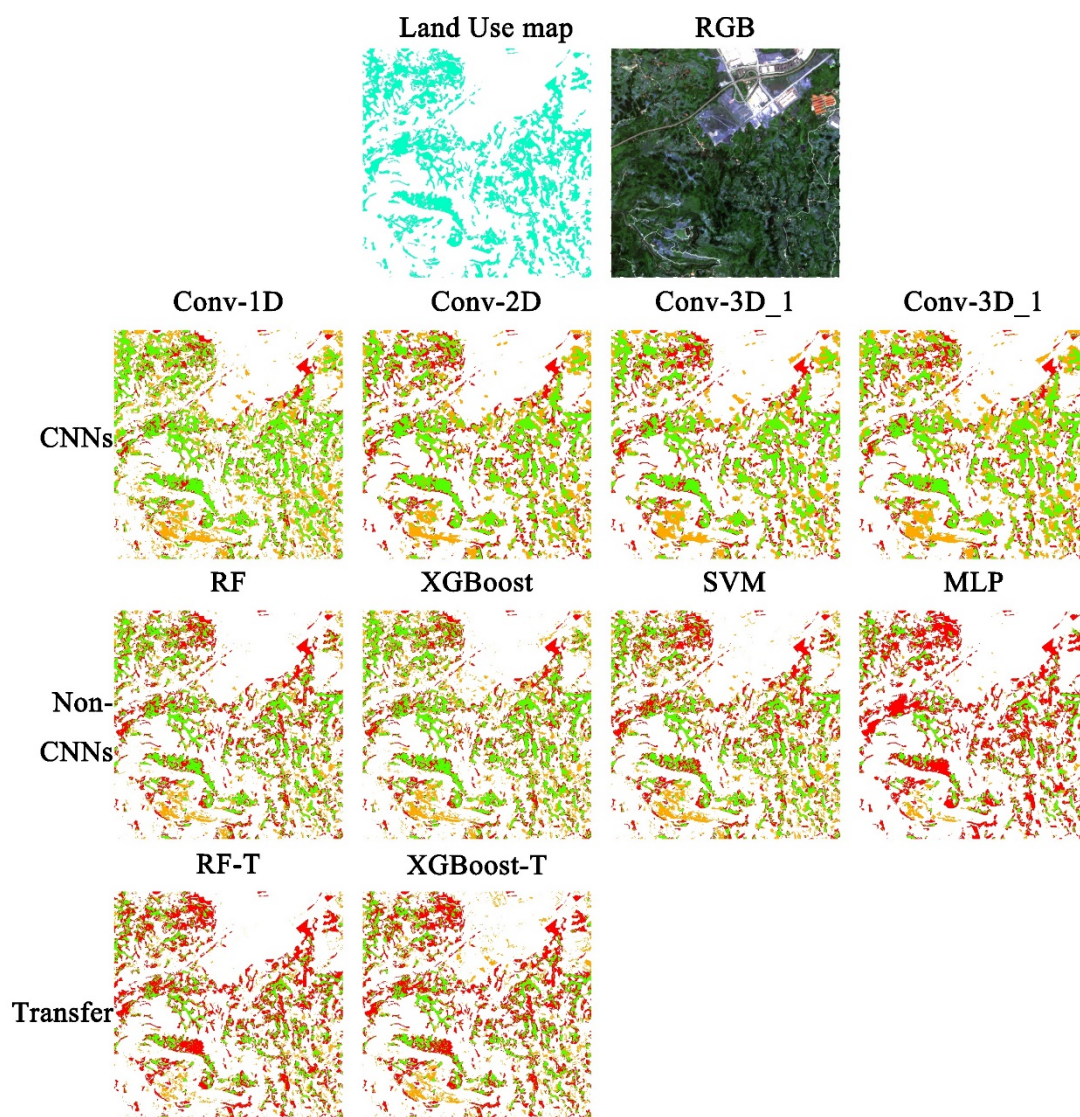 Land Use map RGB
Conv-1D Conv-2D Conv-3D_1 Conv-3D_1
CNNs
RF XGBoost SVM MLP
Non-
CNNs
RF-T XGBoost-T
Transfer